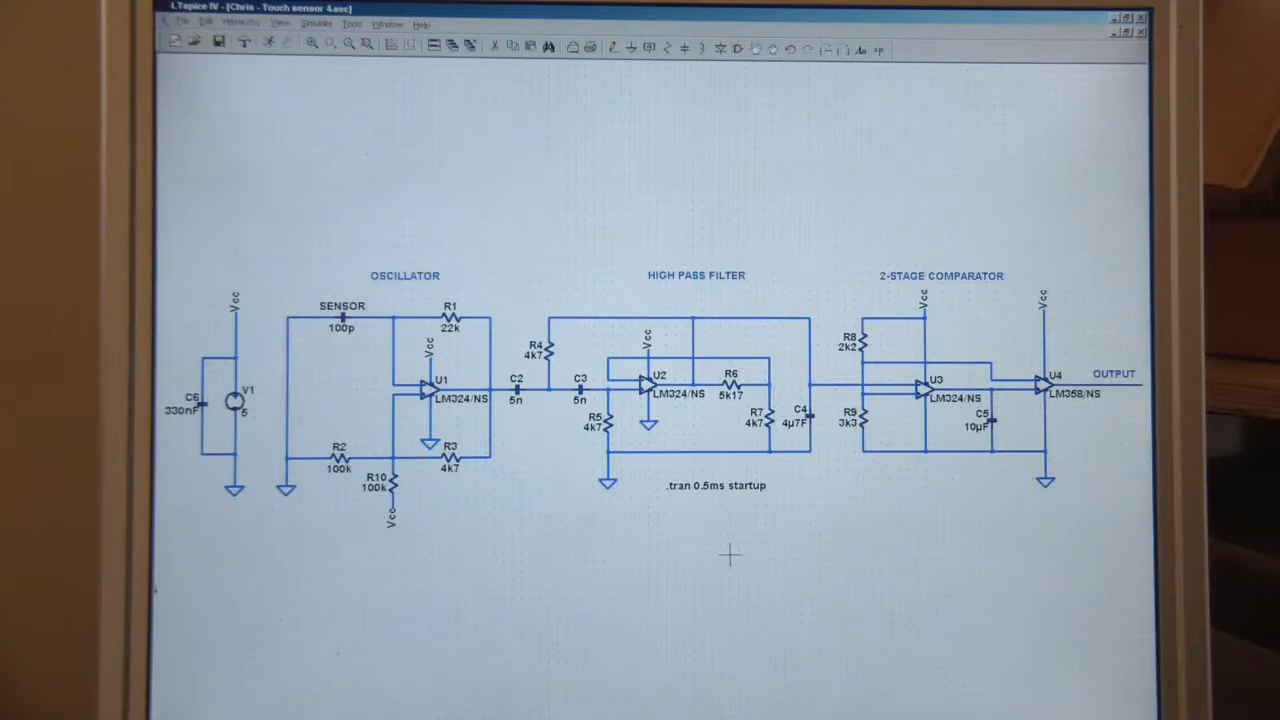 LTspice IV - [Chris - Touch sensor 4.asc]
File Edit Hierarchy View Simulate Tools Window Help
Aa .op
OSCILLATOR
HIGH PASS FILTER
2-STAGE COMPARATOR
Vcc
V1
5
C6
330nF
SENSOR
100p
R1
22k
Vcc
U1
LM324/NS
R2
100k
R3
4k7
R10
100k
Vcc
C2
5n
R4
4k7
C3
5n
R5
4k7
Vcc
U2
LM324/NS
R6
5k17
R7
4k7
C4
4µ7F
.tran 0.5ms startup
R8
2k2
R9
3k3
Vcc
U3
LM324/NS
C5
10µF
Vcc
U4
LM358/NS
OUTPUT